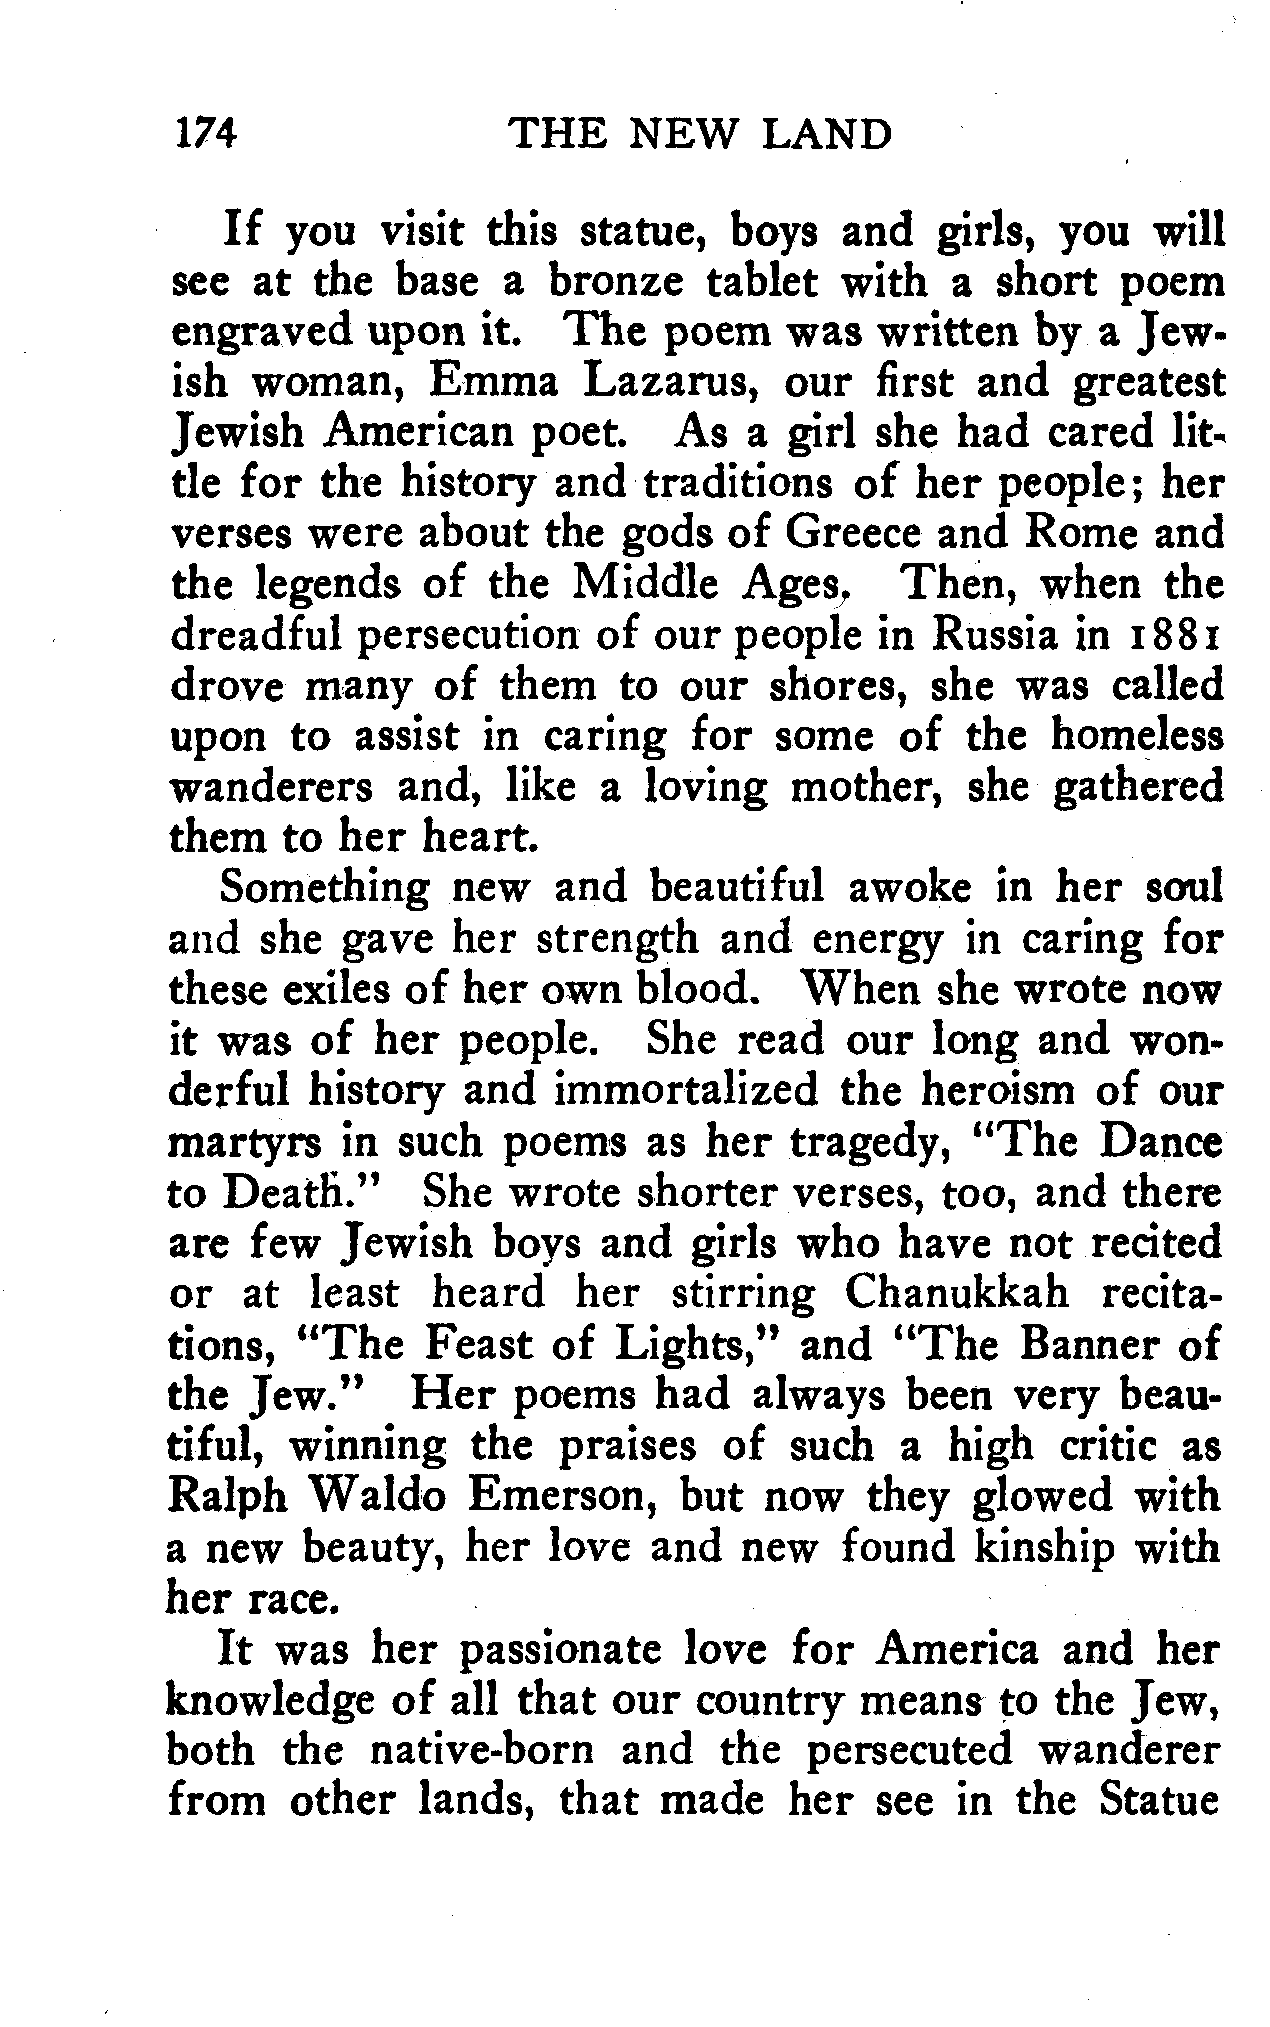 174 THE NEW LAND
If you visit this statue, boys and girls, you will
see at the base a bronze tablet with a short poem
engraved upon it. The poem was written by a Jew-
ish woman, Emma Lazarus, our first and greatest
Jewish American poet. As a girl she had cared lit-
tle for the history and traditions of her people; her
verses were about the gods of Greece and Rome and
the legends of the Middle Ages. Then, when the
dreadful persecution of our people in Russia in 1881
drove many of them to our shores, she was called
upon to assist in caring for some of the homeless
wanderers and, like a loving mother, she gathered
them to her heart.
Something new and beautiful awoke in her soul
and she gave her strength and energy in caring for
these exiles of her own blood. When she wrote now
it was of her people. She read our long and won-
derful history and immortalized the heroism of our
martyrs in such poems as her tragedy, "The Dance
to Death." She wrote shorter verses, too, and there
are few Jewish boys and girls who have not recited
or at least heard her stirring Chanukkah recita-
tions, "The Feast of Lights," and "The Banner of
the Jew." Her poems had always been very beau-
tiful, winning the praises of such a high critic as
Ralph Waldo Emerson, but now they glowed with
a new beauty, her love and new found kinship with
her race.
It was her passionate love for America and her
knowledge of all that our country means to the Jew,
both the native-born and the persecuted wanderer
from other lands, that made her see in the Statue